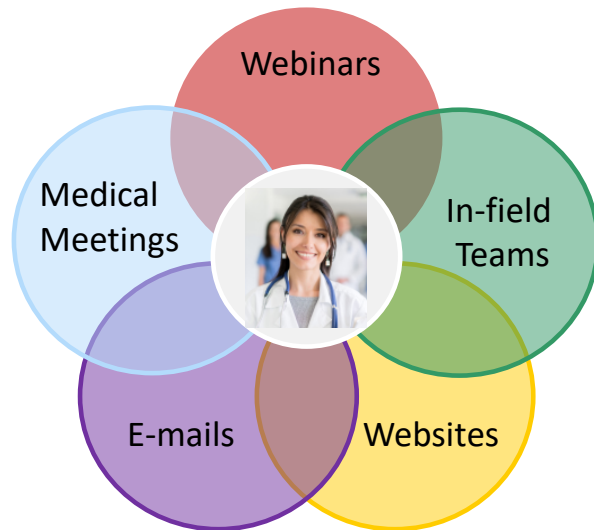 Webinars
Medical
Meetings
In-field
Teams
E-mails
Websites